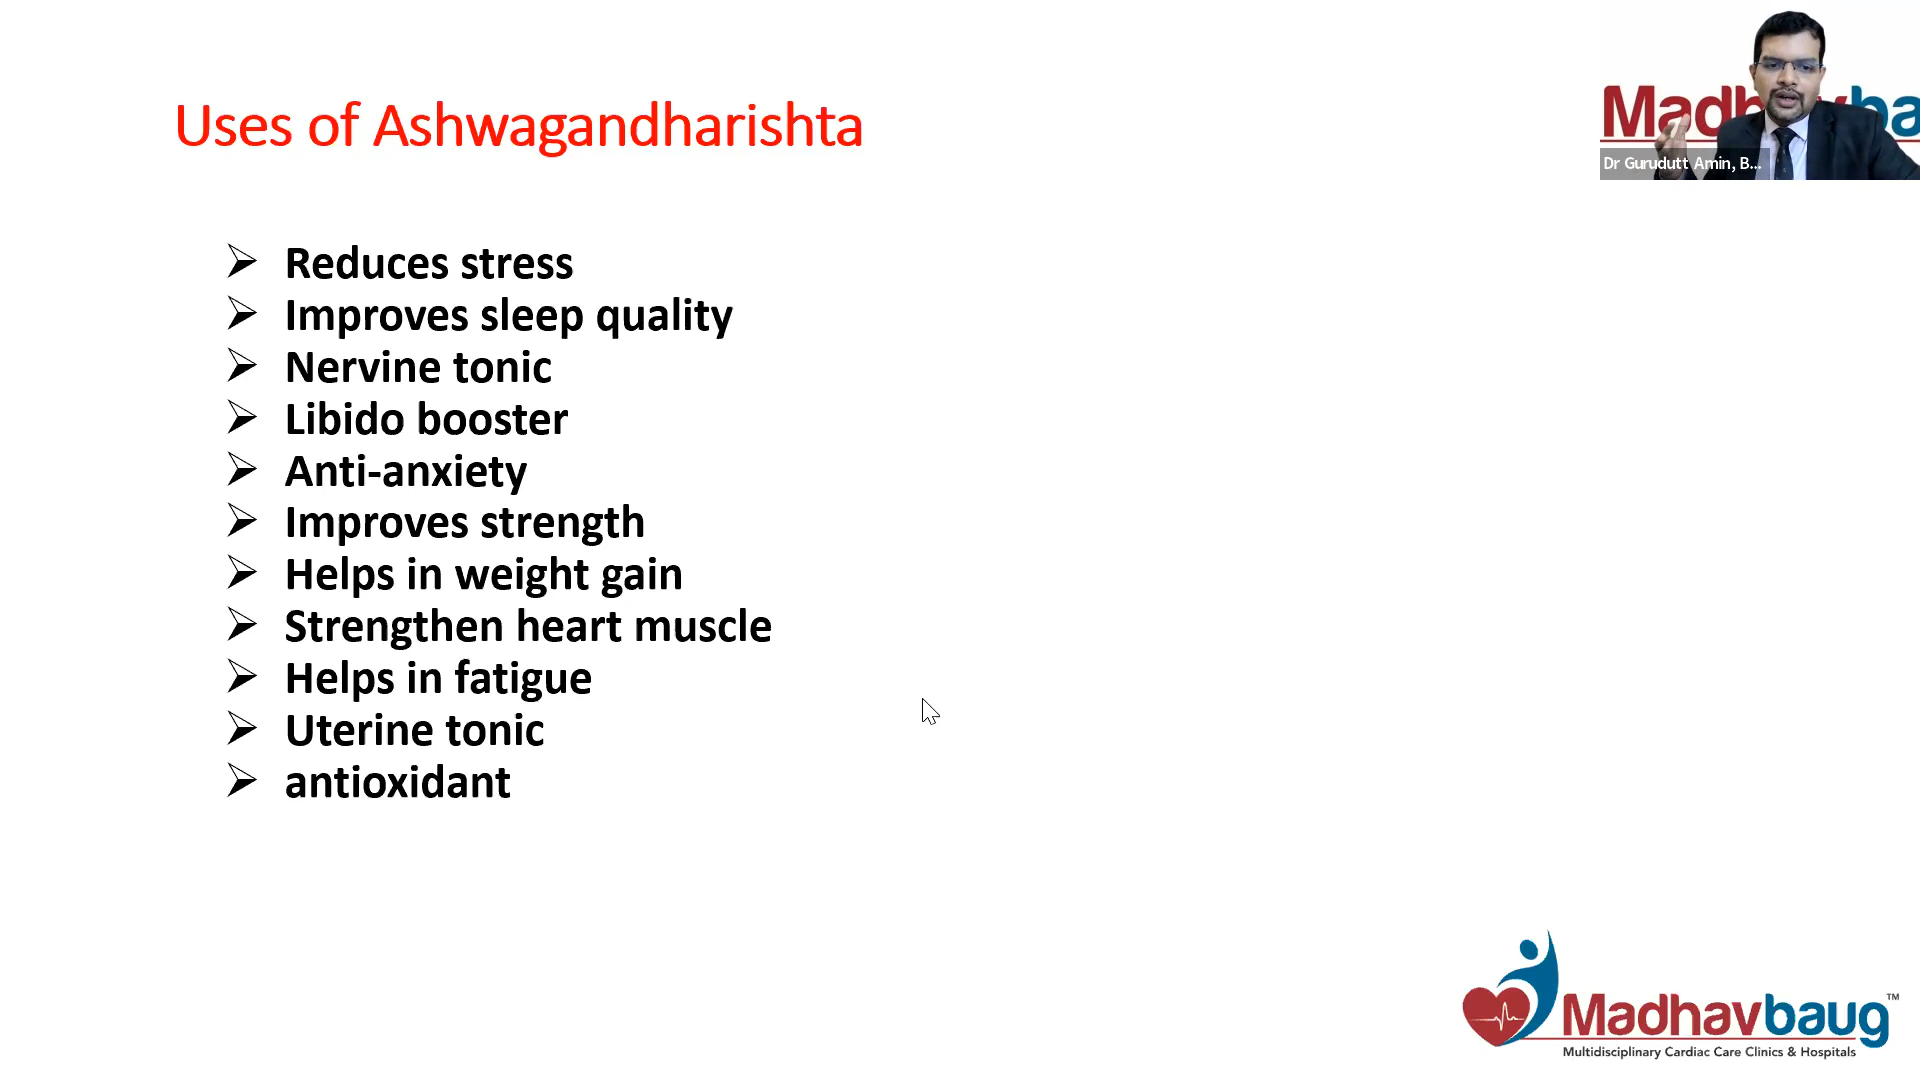 Uses of Ashwagandharishta
Reduces stress
Improves sleep quality
Nervine tonic
Libido booster
Anti-anxiety
Improves strength
Helps in weight gain
Strengthen heart muscle
Helps in fatigue
Uterine tonic
antioxidant
Dr Gurudutt Amin, B...
Madhavbaug™
Multidisciplinary Cardiac Care Clinics & Hospitals